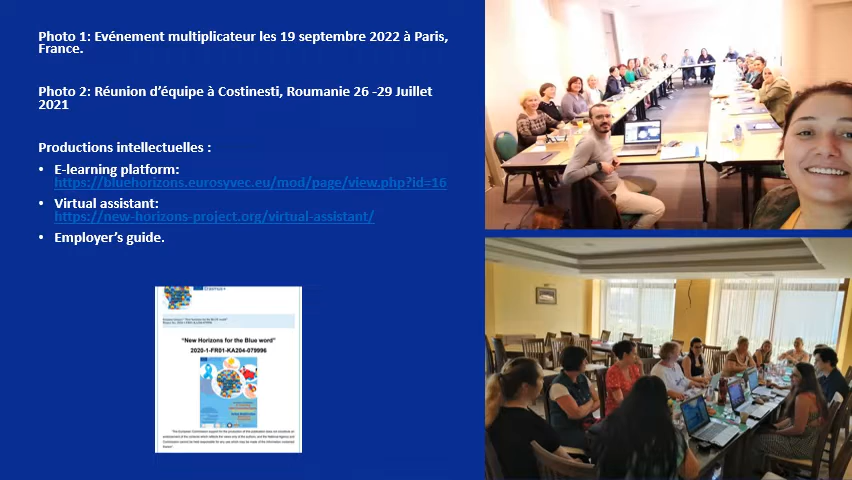 Photo 1: Evénement multiplicateur les 19 septembre 2022 à Paris,
France.
Photo 2: Réunion d'équipe à Costinesti, Roumanie 26 -29 Juillet
2021
Productions intellectuelles :
• E-learning platform:
https://bluehorizons.eurosyvec.eu/mod/page/view.php?id=16
• Virtual assistant:
https://new-horizons-project.org/virtual-assistant/
• Employer's guide.
Erasmus+
"New Horizons for the Blue word"
2020-1-FR01-KA204-079996